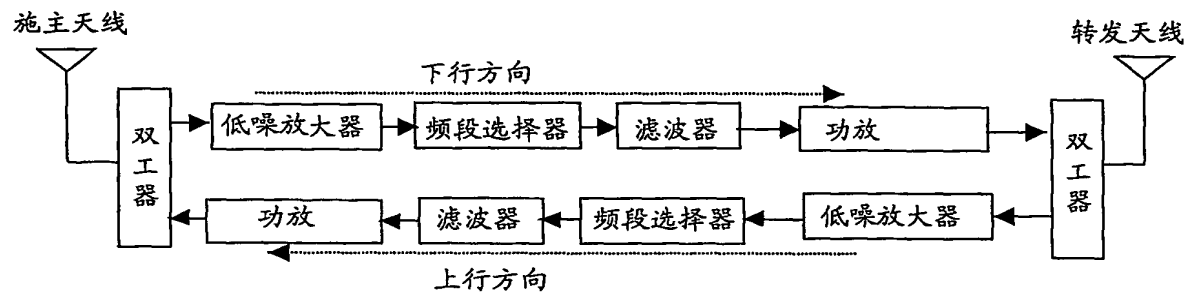 施主天线
转发天线
下行方向
双工器
低噪放大器
频段选择器
滤波器
功放
双工器
功放
滤波器
频段选择器
低噪放大器
上行方向